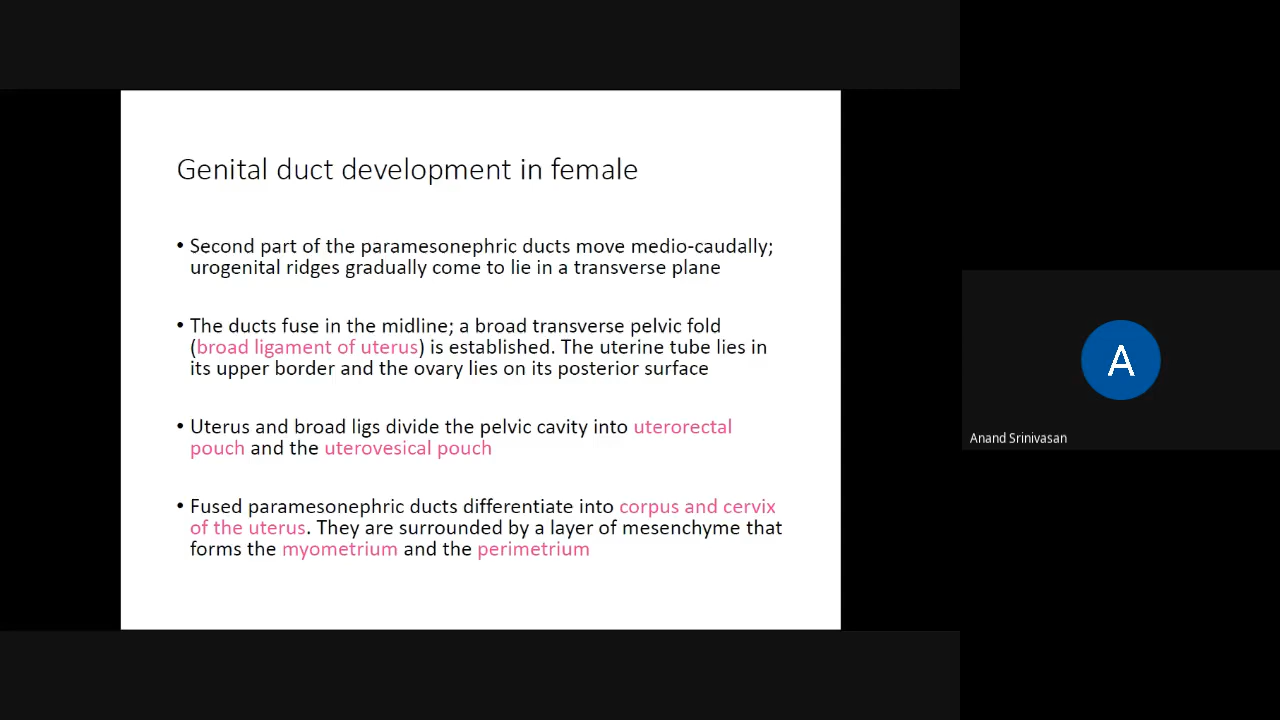 Genital duct development in female
• Second part of the paramesonephric ducts move medio-caudally;
urogenital ridges gradually come to lie in a transverse plane
• The ducts fuse in the midline; a broad transverse pelvic fold
(broad ligament of uterus) is established. The uterine tube lies in
its upper border and the ovary lies on its posterior surface
• Uterus and broad ligs divide the pelvic cavity into uterorectal
pouch and the uterovesical pouch
• Fused paramesonephric ducts differentiate into corpus and cervix
of the uterus. They are surrounded by a layer of mesenchyme that
forms the myometrium and the perimetrium
A
Anand Srinivasan